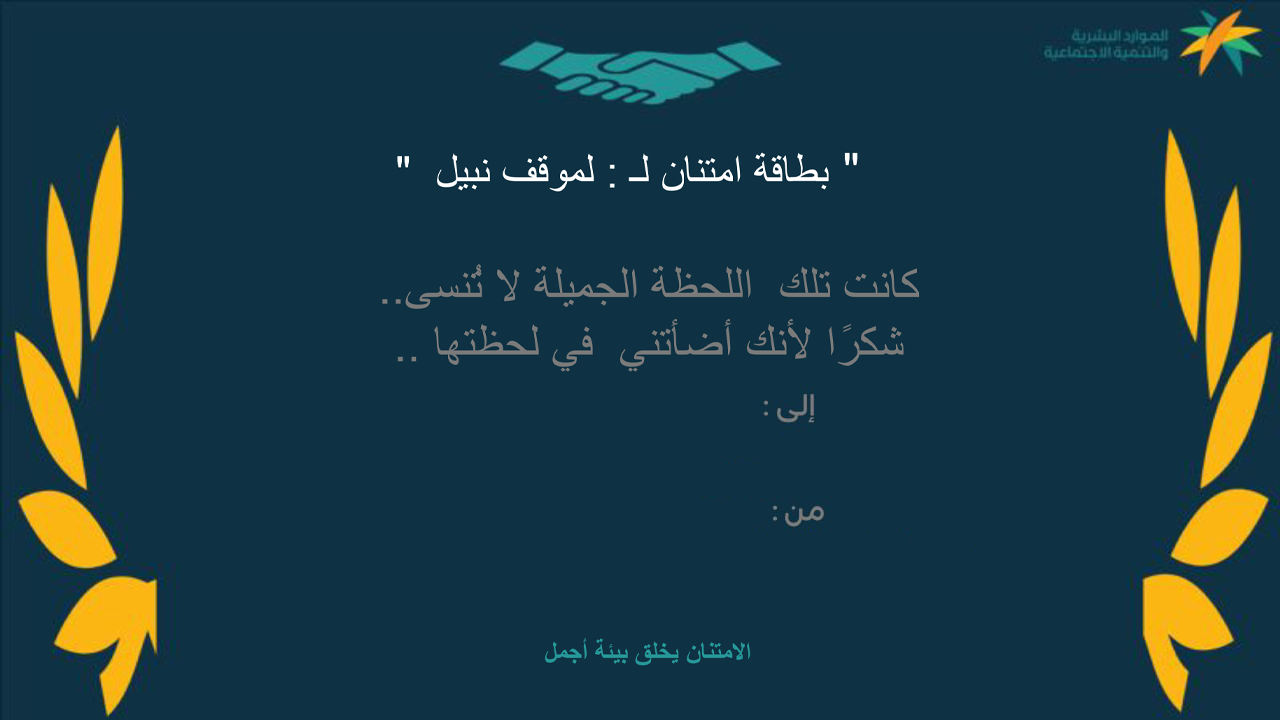 الموارد البشرية
والتنمية الاجتماعية
" بطاقة امتنان لـ : لموقف نبيل "
كانت تلك اللحظة الجميلة لا تُنسى..
شكرًا لأنك أضأتني في لحظتها ..
إلى :
من :
الامتنان يخلق بيئة أجمل